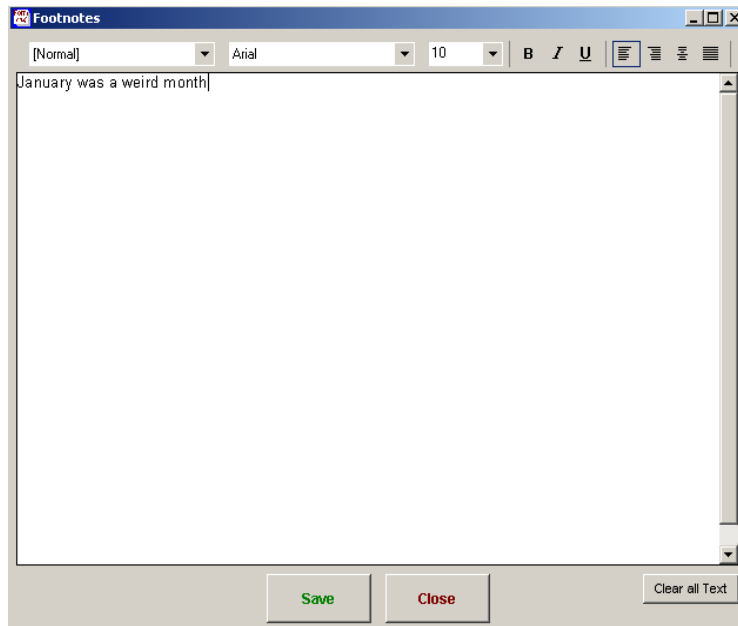 Footnotes
[Normal] Arial 10 B I U
January was a weird month
Save Close Clear all Text